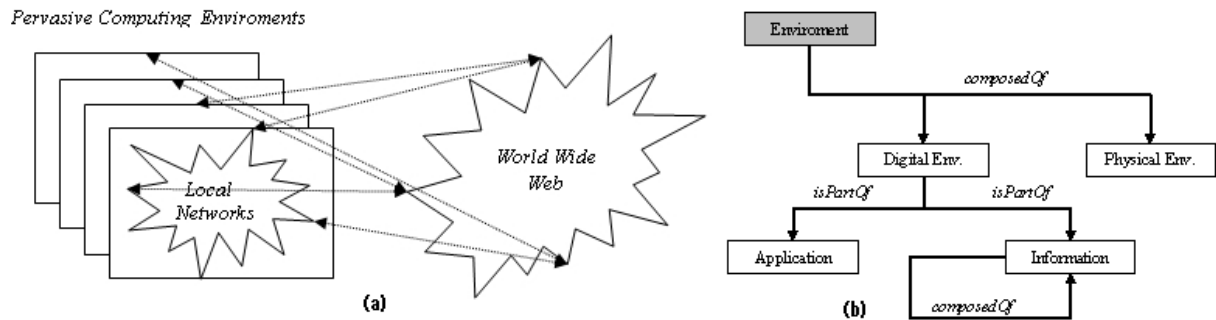 Pervasive Computing Enviroments
Local
Networks
World Wide
Web
(a)
Enviroment
composedOf
Digital Env.
Physical Env.
isPartOf
isPartOf
Application
Information
composedOf
(b)